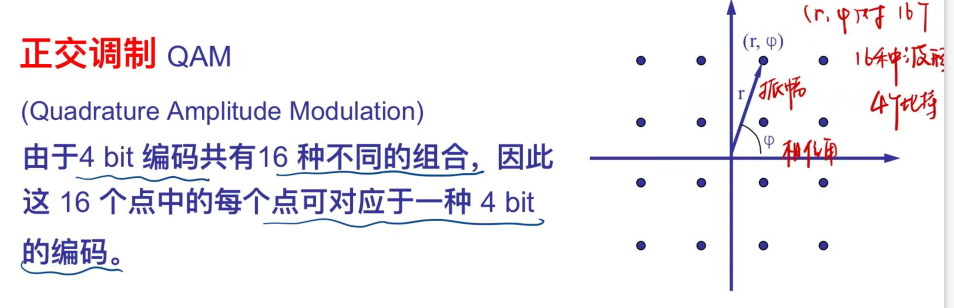 正交调制 QAM
(Quadrature Amplitude Modulation)
由于4 bit 编码共有16 种不同的组合，因此
这 16 个点中的每个点可对应于一种 4 bit
的编码。
(r, φ)对 16个
16种波形
4个比特
(r, φ)
r
振幅
φ
相位角